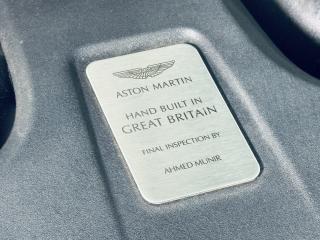 ASTON MARTIN
HAND BUILT IN
GREAT BRITAIN
FINAL INSPECTION BY
AHMED MUNIR